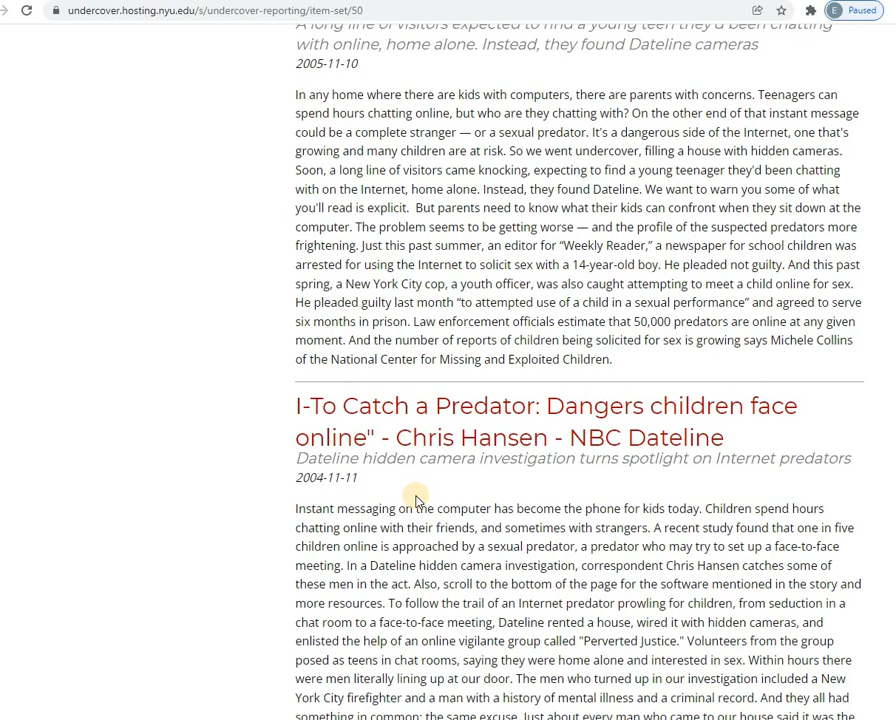 undercover.hosting.nyu.edu/s/undercover-reporting/item-set/50
E Paused
A long line of visitors expected to find a young teen they'd been chatting
with online, home alone. Instead, they found Dateline cameras
2005-11-10
In any home where there are kids with computers, there are parents with concerns. Teenagers can
spend hours chatting online, but who are they chatting with? On the other end of that instant message
could be a complete stranger — or a sexual predator. It's a dangerous side of the Internet, one that's
growing and many children are at risk. So we went undercover, filling a house with hidden cameras.
Soon, a long line of visitors came knocking, expecting to find a young teenager they'd been chatting
with on the Internet, home alone. Instead, they found Dateline. We want to warn you some of what
you'll read is explicit.  But parents need to know what their kids can confront when they sit down at the
computer. The problem seems to be getting worse — and the profile of the suspected predators more
frightening. Just this past summer, an editor for “Weekly Reader,” a newspaper for school children was
arrested for using the Internet to solicit sex with a 14-year-old boy. He pleaded not guilty. And this past
spring, a New York City cop, a youth officer, was also caught attempting to meet a child online for sex.
He pleaded guilty last month “to attempted use of a child in a sexual performance” and agreed to serve
six months in prison. Law enforcement officials estimate that 50,000 predators are online at any given
moment. And the number of reports of children being solicited for sex is growing says Michele Collins
of the National Center for Missing and Exploited Children.
I-To Catch a Predator: Dangers children face
online" - Chris Hansen - NBC Dateline
Dateline hidden camera investigation turns spotlight on Internet predators
2004-11-11
Instant messaging on the computer has become the phone for kids today. Children spend hours
chatting online with their friends, and sometimes with strangers. A recent study found that one in five
children online is approached by a sexual predator, a predator who may try to set up a face-to-face
meeting. In a Dateline hidden camera investigation, correspondent Chris Hansen catches some of
these men in the act. Also, scroll to the bottom of the page for the software mentioned in the story and
more resources. To follow the trail of an Internet predator prowling for children, from seduction in a
chat room to a face-to-face meeting, Dateline rented a house, wired it with hidden cameras, and
enlisted the help of an online vigilante group called "Perverted Justice." Volunteers from the group
posed as teens in chat rooms, saying they were home alone and interested in sex. Within hours there
were men literally lining up at our door. The men who turned up in our investigation included a New
York City firefighter and a man with a history of mental illness and a criminal record. And they all had
something in common: the same excuse. Just about every man who came to our house said it was the